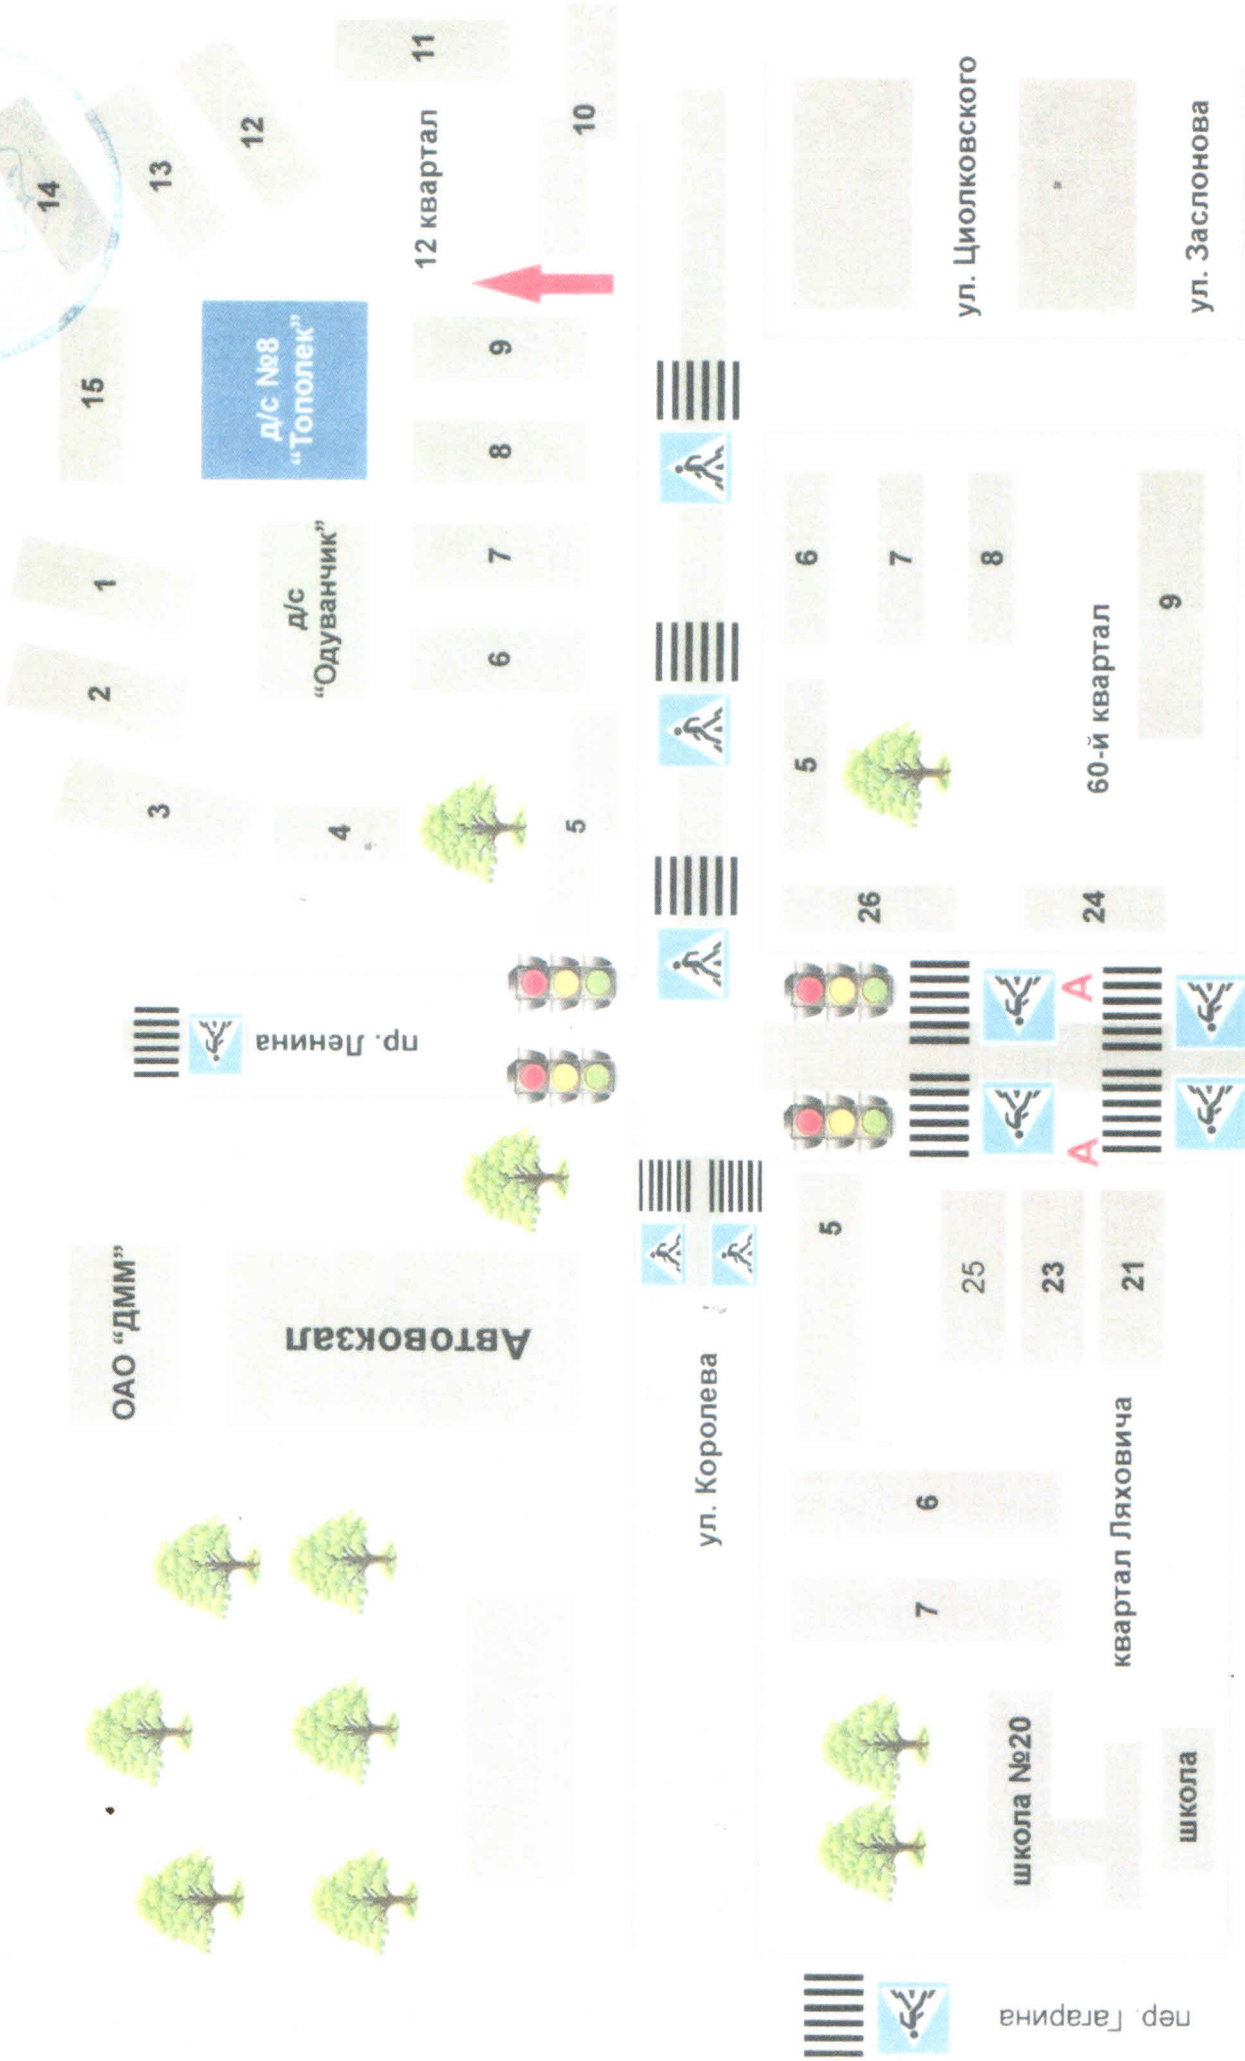 пер. Гагарина
школа №20
школа
7
6
квартал Ляховича
5
25
23
21
А
А
ул. Королева
ОАО “ДММ”
Автовокзал
пр. Ленина
3
2
1
15
14
13
12
11
10
12 квартал
4
5
д/с
“Одуванчик”
д/с №8
“Тополек”
6
7
8
9
26
24
5
6
7
8
60-й квартал
9
ул. Циолковского
ул. Заслонова